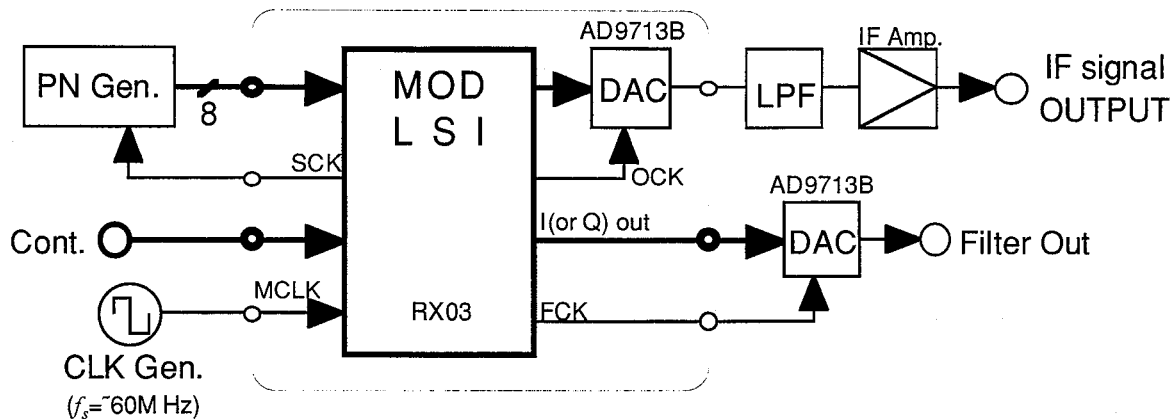 AD9713B
IF Amp.
PN Gen.
8
MOD
LSI
DAC
LPF
IF signal
OUTPUT
SCK
OCK
AD9713B
I(or Q) out
Cont.
DAC
Filter Out
MCLK
RX03
FCK
CLK Gen.
(fs=~60M Hz)